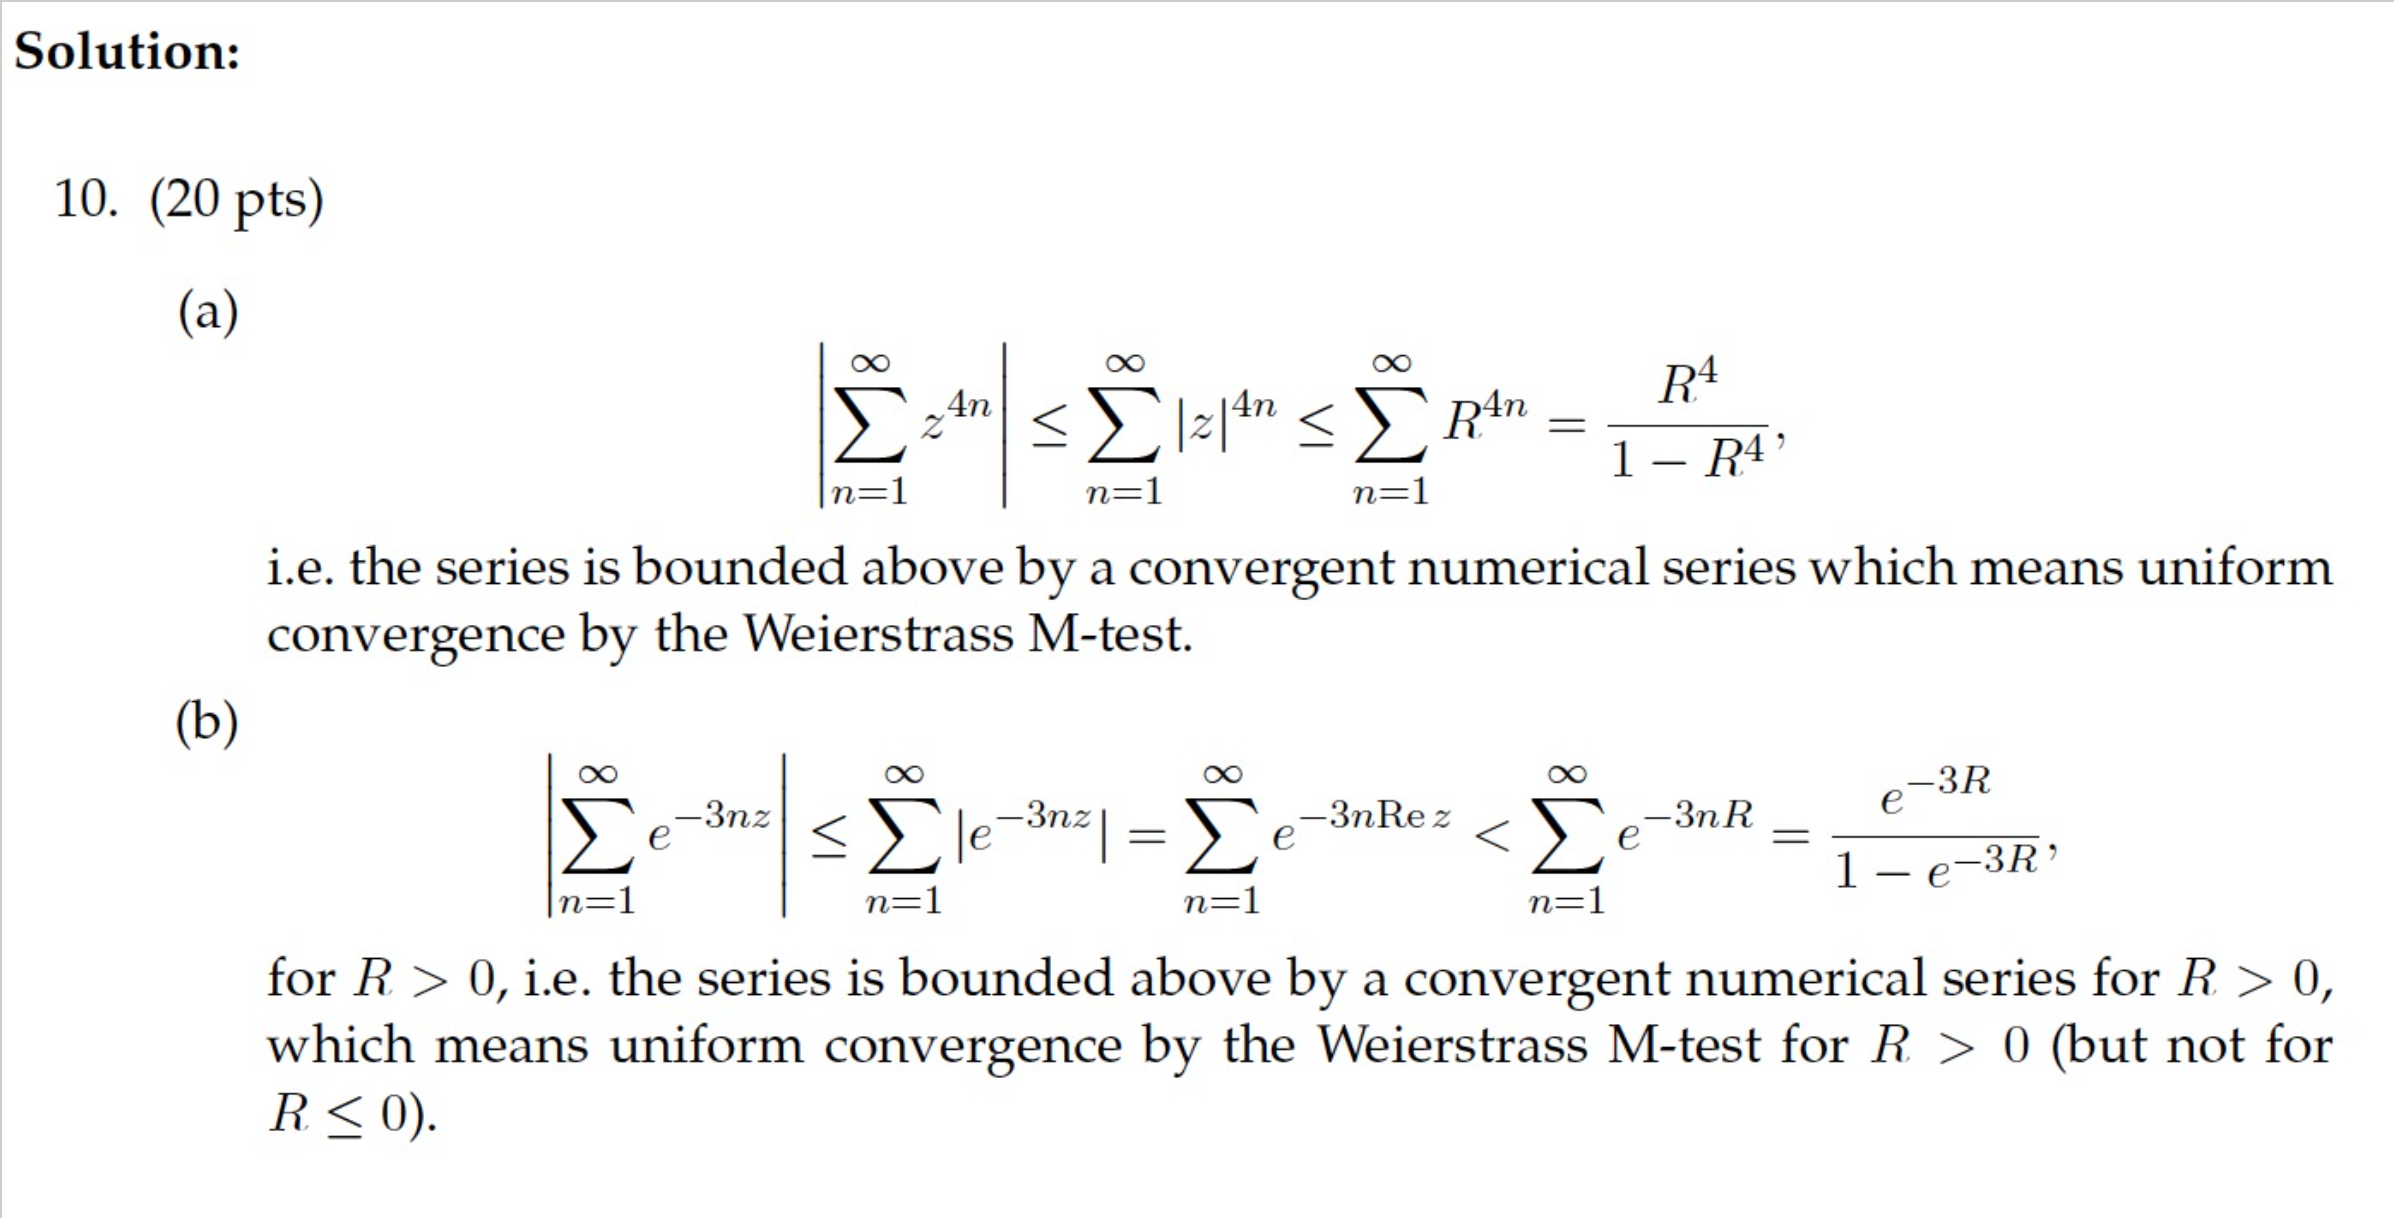 Solution:
10. (20 pts)
(a)
$$\left|\sum_{n=1}^{\infty} z^{4n}\right| \leq \sum_{n=1}^{\infty} |z|^{4n} \leq \sum_{n=1}^{\infty} R^{4n} = \frac{R^4}{1 - R^4},$$
i.e. the series is bounded above by a convergent numerical series which means uniform
convergence by the Weierstrass M-test.
(b)
$$\left|\sum_{n=1}^{\infty} e^{-3nz}\right| \leq \sum_{n=1}^{\infty} |e^{-3nz}| = \sum_{n=1}^{\infty} e^{-3n\mathrm{Re}\, z} < \sum_{n=1}^{\infty} e^{-3nR} = \frac{e^{-3R}}{1 - e^{-3R}},$$
for $R > 0$, i.e. the series is bounded above by a convergent numerical series for $R > 0$,
which means uniform convergence by the Weierstrass M-test for $R > 0$ (but not for
$R \leq 0$).